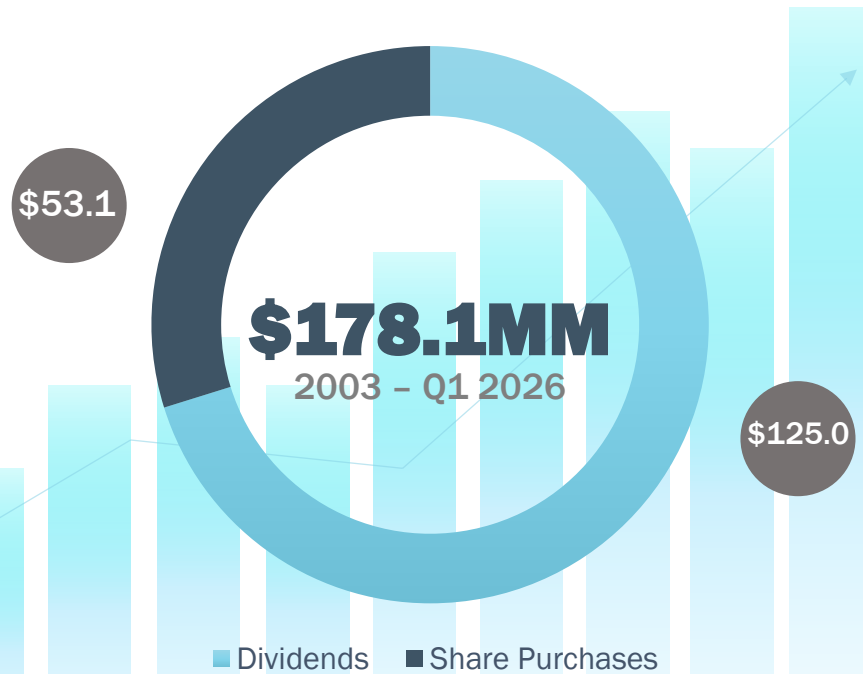 $53.1
$178.1MM
2003 – Q1 2026
$125.0
Dividends
Share Purchases